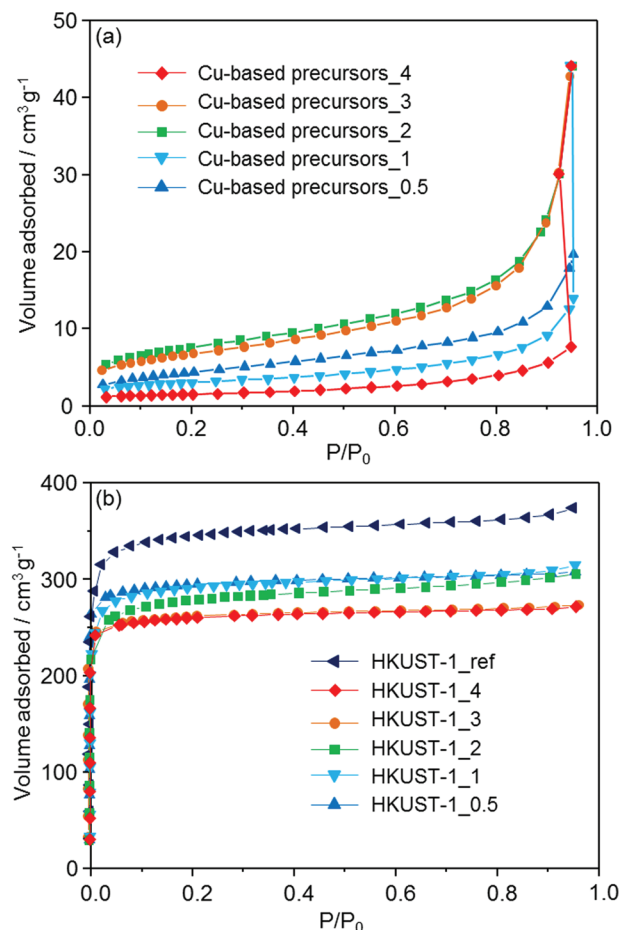 (a)
50
40
30
20
10
0
Volume adsorbed / cm³ g⁻¹
Cu-based precursors_4
Cu-based precursors_3
Cu-based precursors_2
Cu-based precursors_1
Cu-based precursors_0.5
0.0 0.2 0.4 0.6 0.8 1.0
P/P₀
(b)
400
300
200
100
0
Volume adsorbed / cm³ g⁻¹
HKUST-1_ref
HKUST-1_4
HKUST-1_3
HKUST-1_2
HKUST-1_1
HKUST-1_0.5
0.0 0.2 0.4 0.6 0.8 1.0
P/P₀